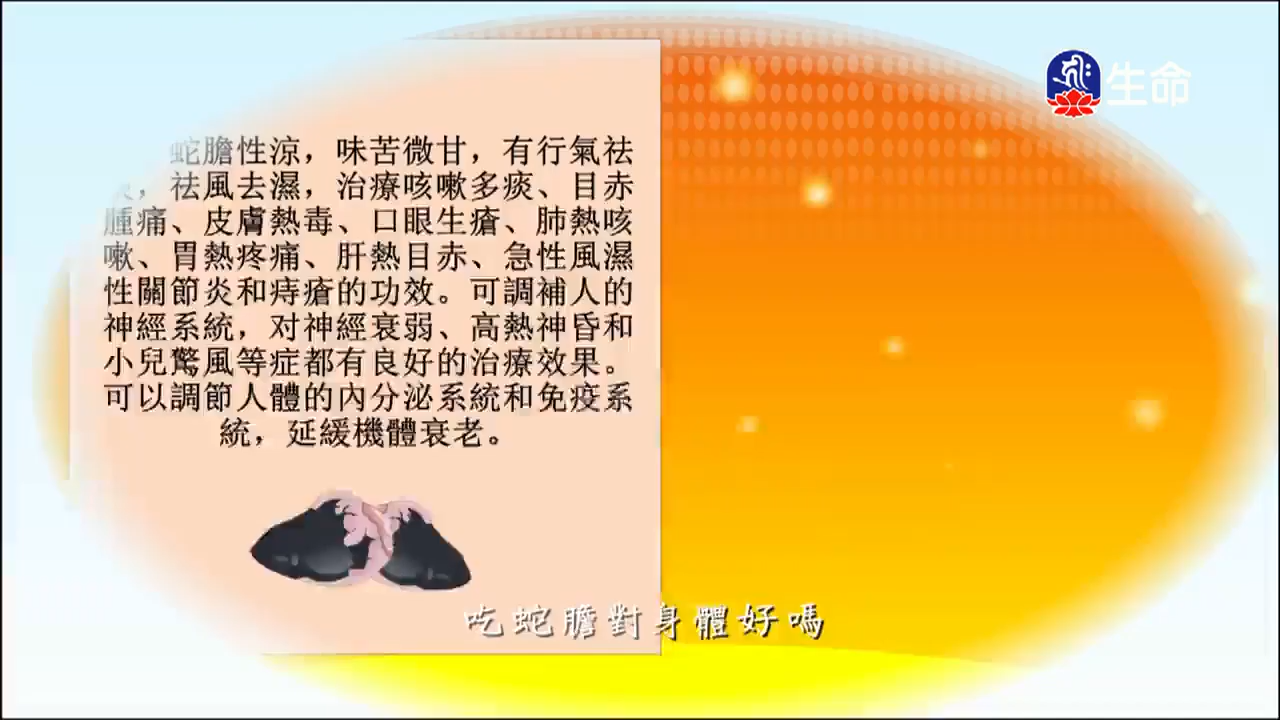 生命
蛇膽性涼，味苦微甘，有行氣祛
，祛風去濕，治療咳嗽多痰、目赤
腫痛、皮膚熱毒、口眼生瘡、肺熱咳
嗽、胃熱疼痛、肝熱目赤、急性風濕
性關節炎和痔瘡的功效。可調補人的
神經系統，对神經衰弱、高熱神昏和
小兒驚風等症都有良好的治療效果。
可以調節人體的內分泌系統和免疫系
統，延緩機體衰老。
吃蛇膽對身體好嗎